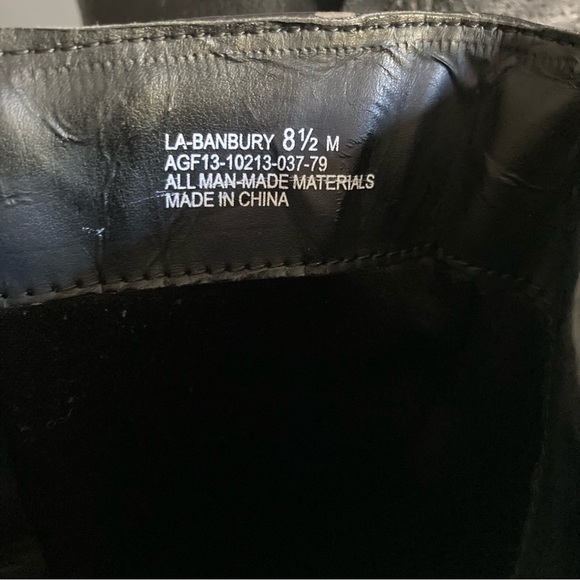 LA-BANBURY 8½ M
AGF13-10213-037-79
ALL MAN-MADE MATERIALS
MADE IN CHINA